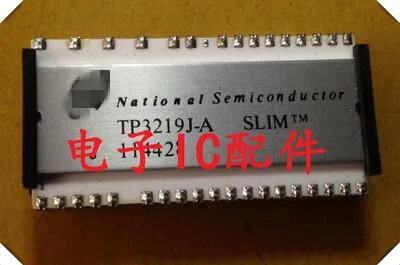 National Semiconductor
TP3219J-A SLIM™
电子IC配件